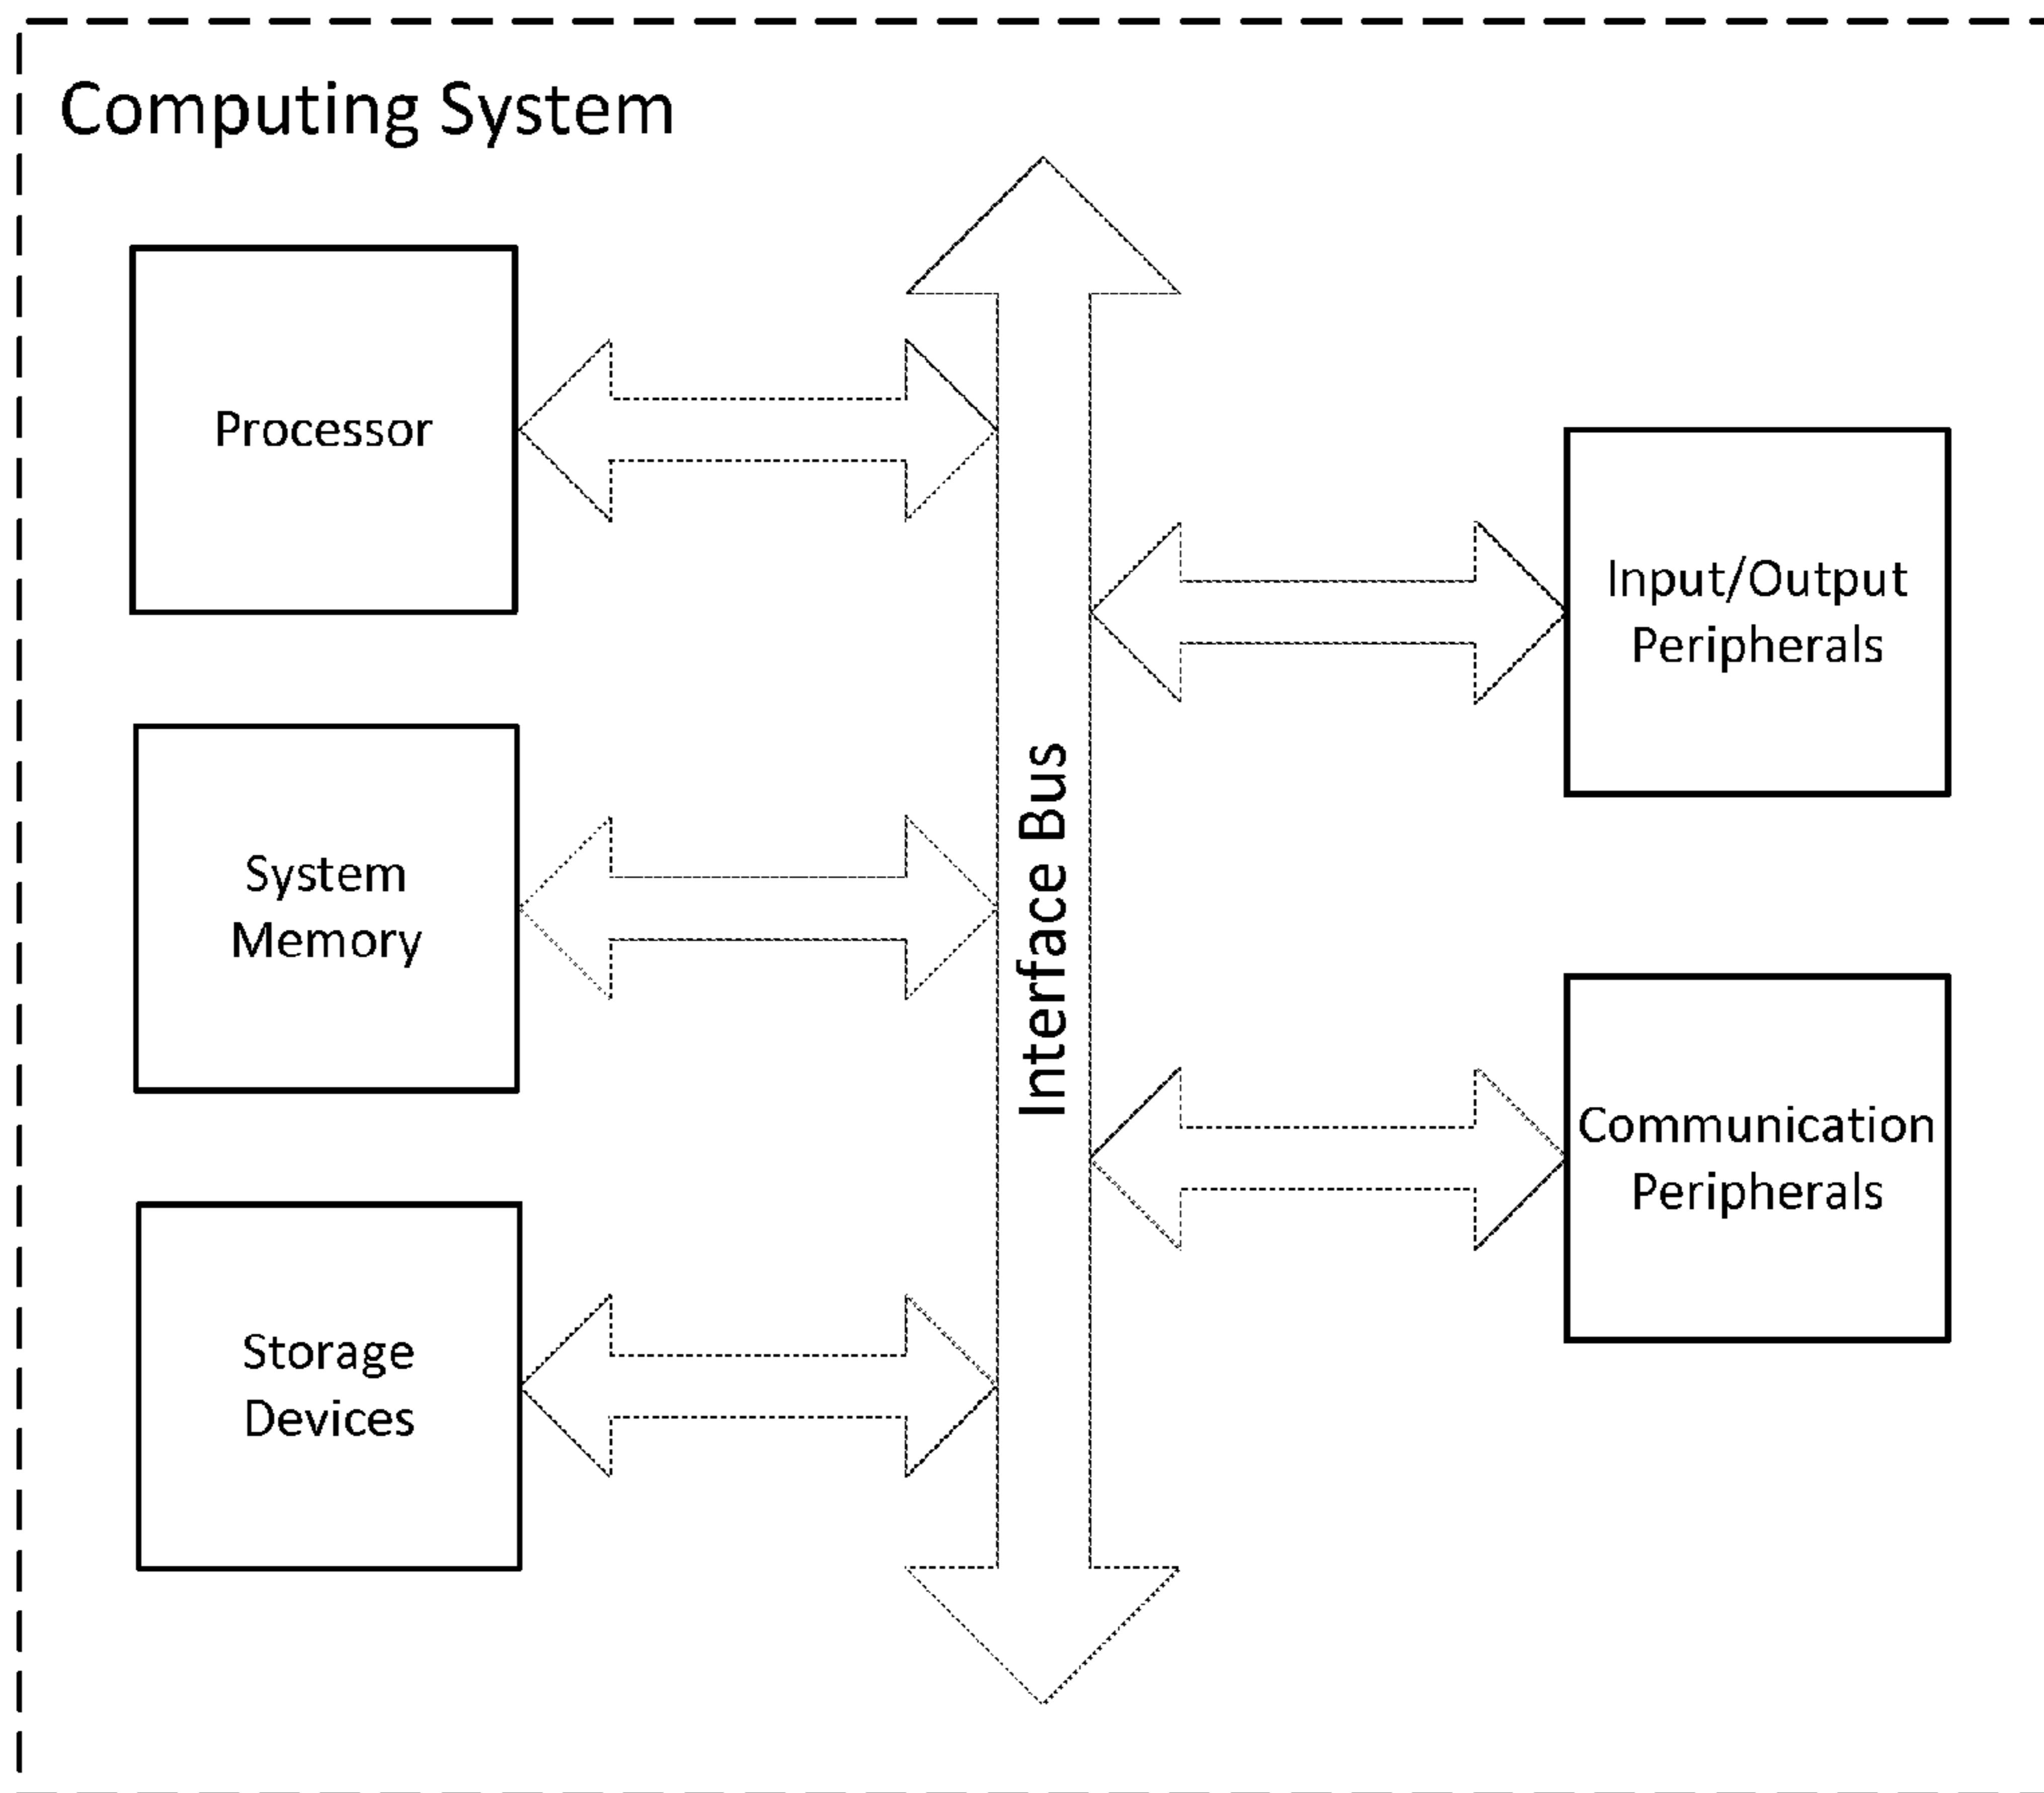 Computing System
Processor
System
Memory
Storage
Devices
Interface Bus
Input/Output
Peripherals
Communication
Peripherals